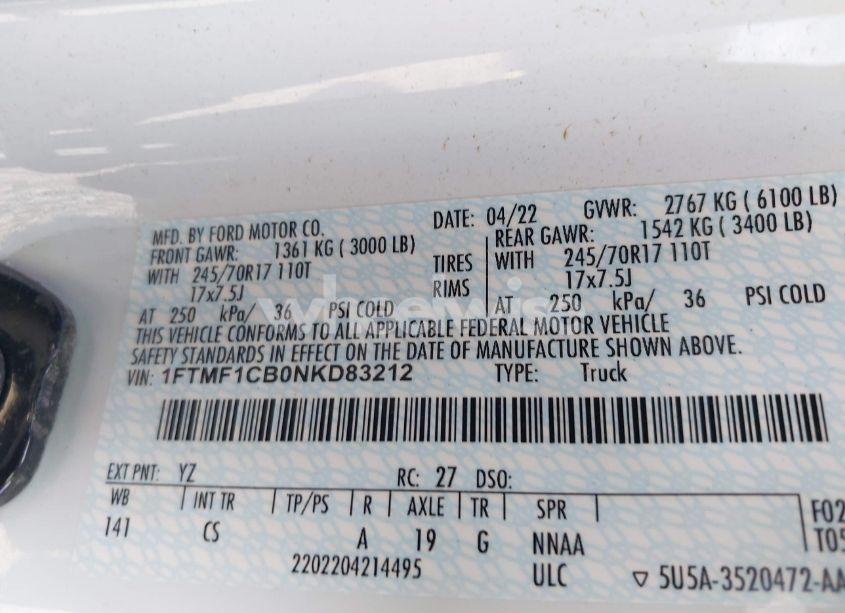 MFD. BY FORD MOTOR CO. DATE: 04/22 GVWR: 2767 KG ( 6100 LB)
FRONT GAWR: 1361 KG ( 3000 LB) REAR GAWR: 1542 KG ( 3400 LB)
WITH 245/70R17 110T TIRES WITH 245/70R17 110T
17x7.5J RIMS 17x7.5J
AT 250 kPa/ 36 PSI COLD AT 250 kPa/ 36 PSI COLD
THIS VEHICLE CONFORMS TO ALL APPLICABLE FEDERAL MOTOR VEHICLE
SAFETY STANDARDS IN EFFECT ON THE DATE OF MANUFACTURE SHOWN ABOVE.
VIN: 1FTMF1CB0NKD83212 TYPE: Truck
EXT PNT: YZ RC: 27 DSO:
WB INT TR TP/PS R AXLE TR SPR F02
141 CS A 19 G NNAA T05
2202204214495 ULC ▽ 5U5A-3520472-AA